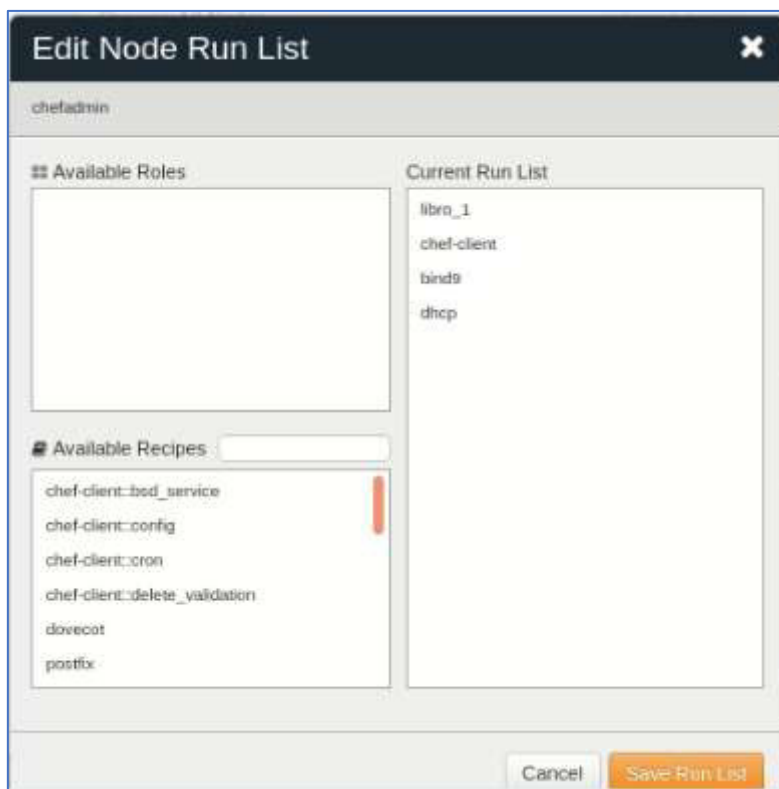 Edit Node Run List
chefadmin
Available Roles
Current Run List
libro_1
chef-client
bind9
dhcp
Available Recipes
chef-client::bsd_service
chef-client::config
chef-client::cron
chef-client::delete_validation
dovecot
postfix
Cancel
Save Run List